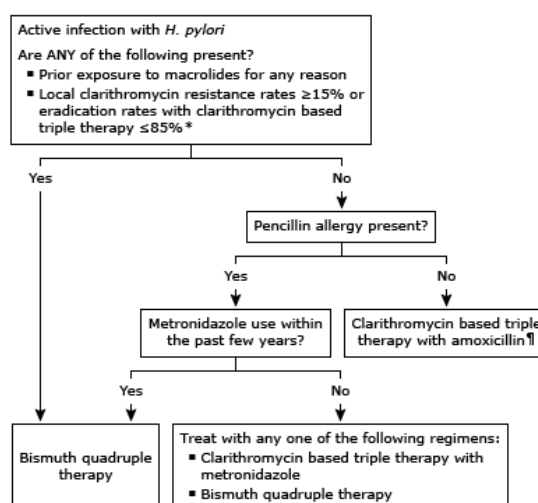 Active infection with H. pylori
Are ANY of the following present?
▪ Prior exposure to macrolides for any reason
▪ Local clarithromycin resistance rates ≥15% or
eradication rates with clarithromycin based
triple therapy ≤85%*
Yes
No
Pencillin allergy present?
Yes
No
Metronidazole use within
the past few years?
Clarithromycin based triple
therapy with amoxicillin¶
Yes
No
Bismuth quadruple
therapy
Treat with any one of the following regimens:
▪ Clarithromycin based triple therapy with
metronidazole
▪ Bismuth quadruple therapy